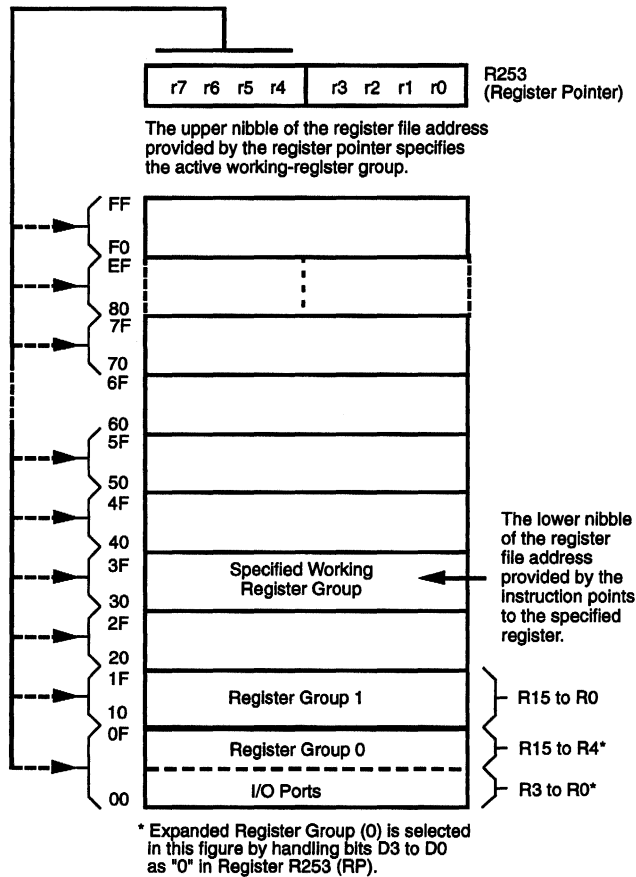 r7 r6 r5 r4 r3 r2 r1 r0
R253
(Register Pointer)
The upper nibble of the register file address
provided by the register pointer specifies
the active working-register group.
FF
F0
EF
80
7F
70
6F
60
5F
50
4F
40
3F
30
2F
20
1F
10
0F
00
Specified Working
Register Group
The lower nibble
of the register
file address
provided by the
instruction points
to the specified
register.
Register Group 1
R15 to R0
Register Group 0
R15 to R4*
I/O Ports
R3 to R0*
* Expanded Register Group (0) is selected
in this figure by handling bits D3 to D0
as "0" in Register R253 (RP).